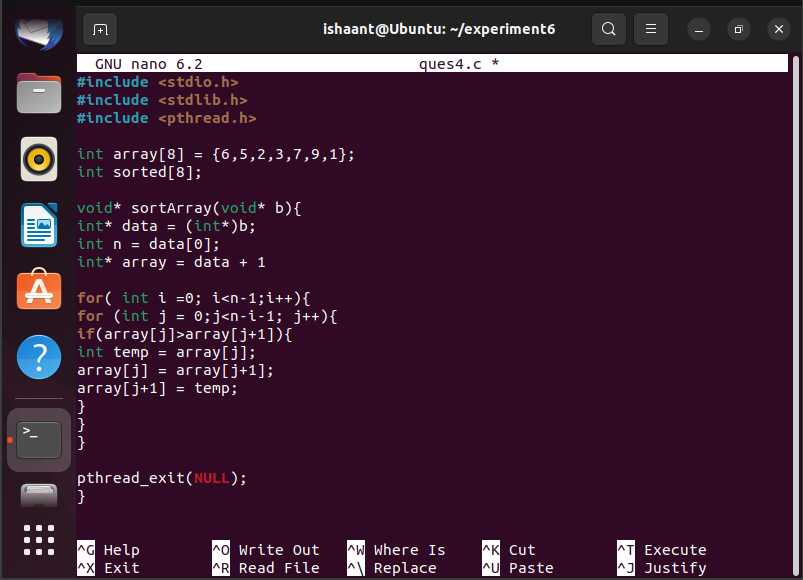 ishaant@Ubuntu: ~/experiment6
GNU nano 6.2 ques4.c *
#include <stdio.h>
#include <stdlib.h>
#include <pthread.h>
int array[8] = {6,5,2,3,7,9,1};
int sorted[8];
void* sortArray(void* b){
int* data = (int*)b;
int n = data[0];
int* array = data + 1
for( int i =0; i<n-1;i++){
for (int j = 0;j<n-i-1; j++){
if(array[j]>array[j+1]){
int temp = array[j];
array[j] = array[j+1];
array[j+1] = temp;
}
}
}
pthread_exit(NULL);
}
^G Help ^O Write Out ^W Where Is ^K Cut ^T Execute
^X Exit ^R Read File ^\ Replace ^U Paste ^J Justify